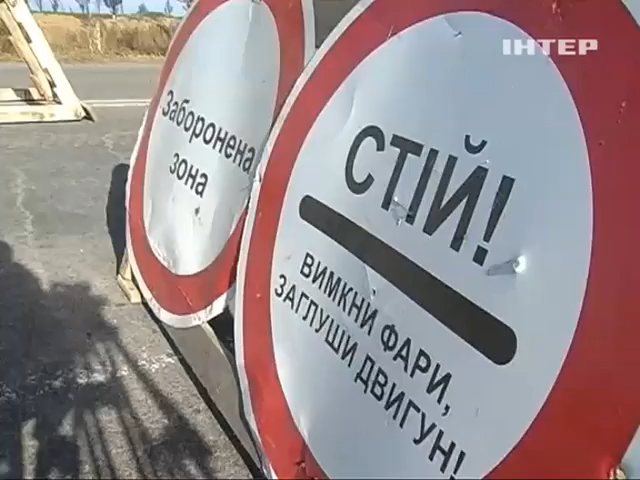 ІНТЕР
Заборонена
зона
СТІЙ!
ВИМКНИ ФАРИ,
ЗАГЛУШИ ДВИГУН!